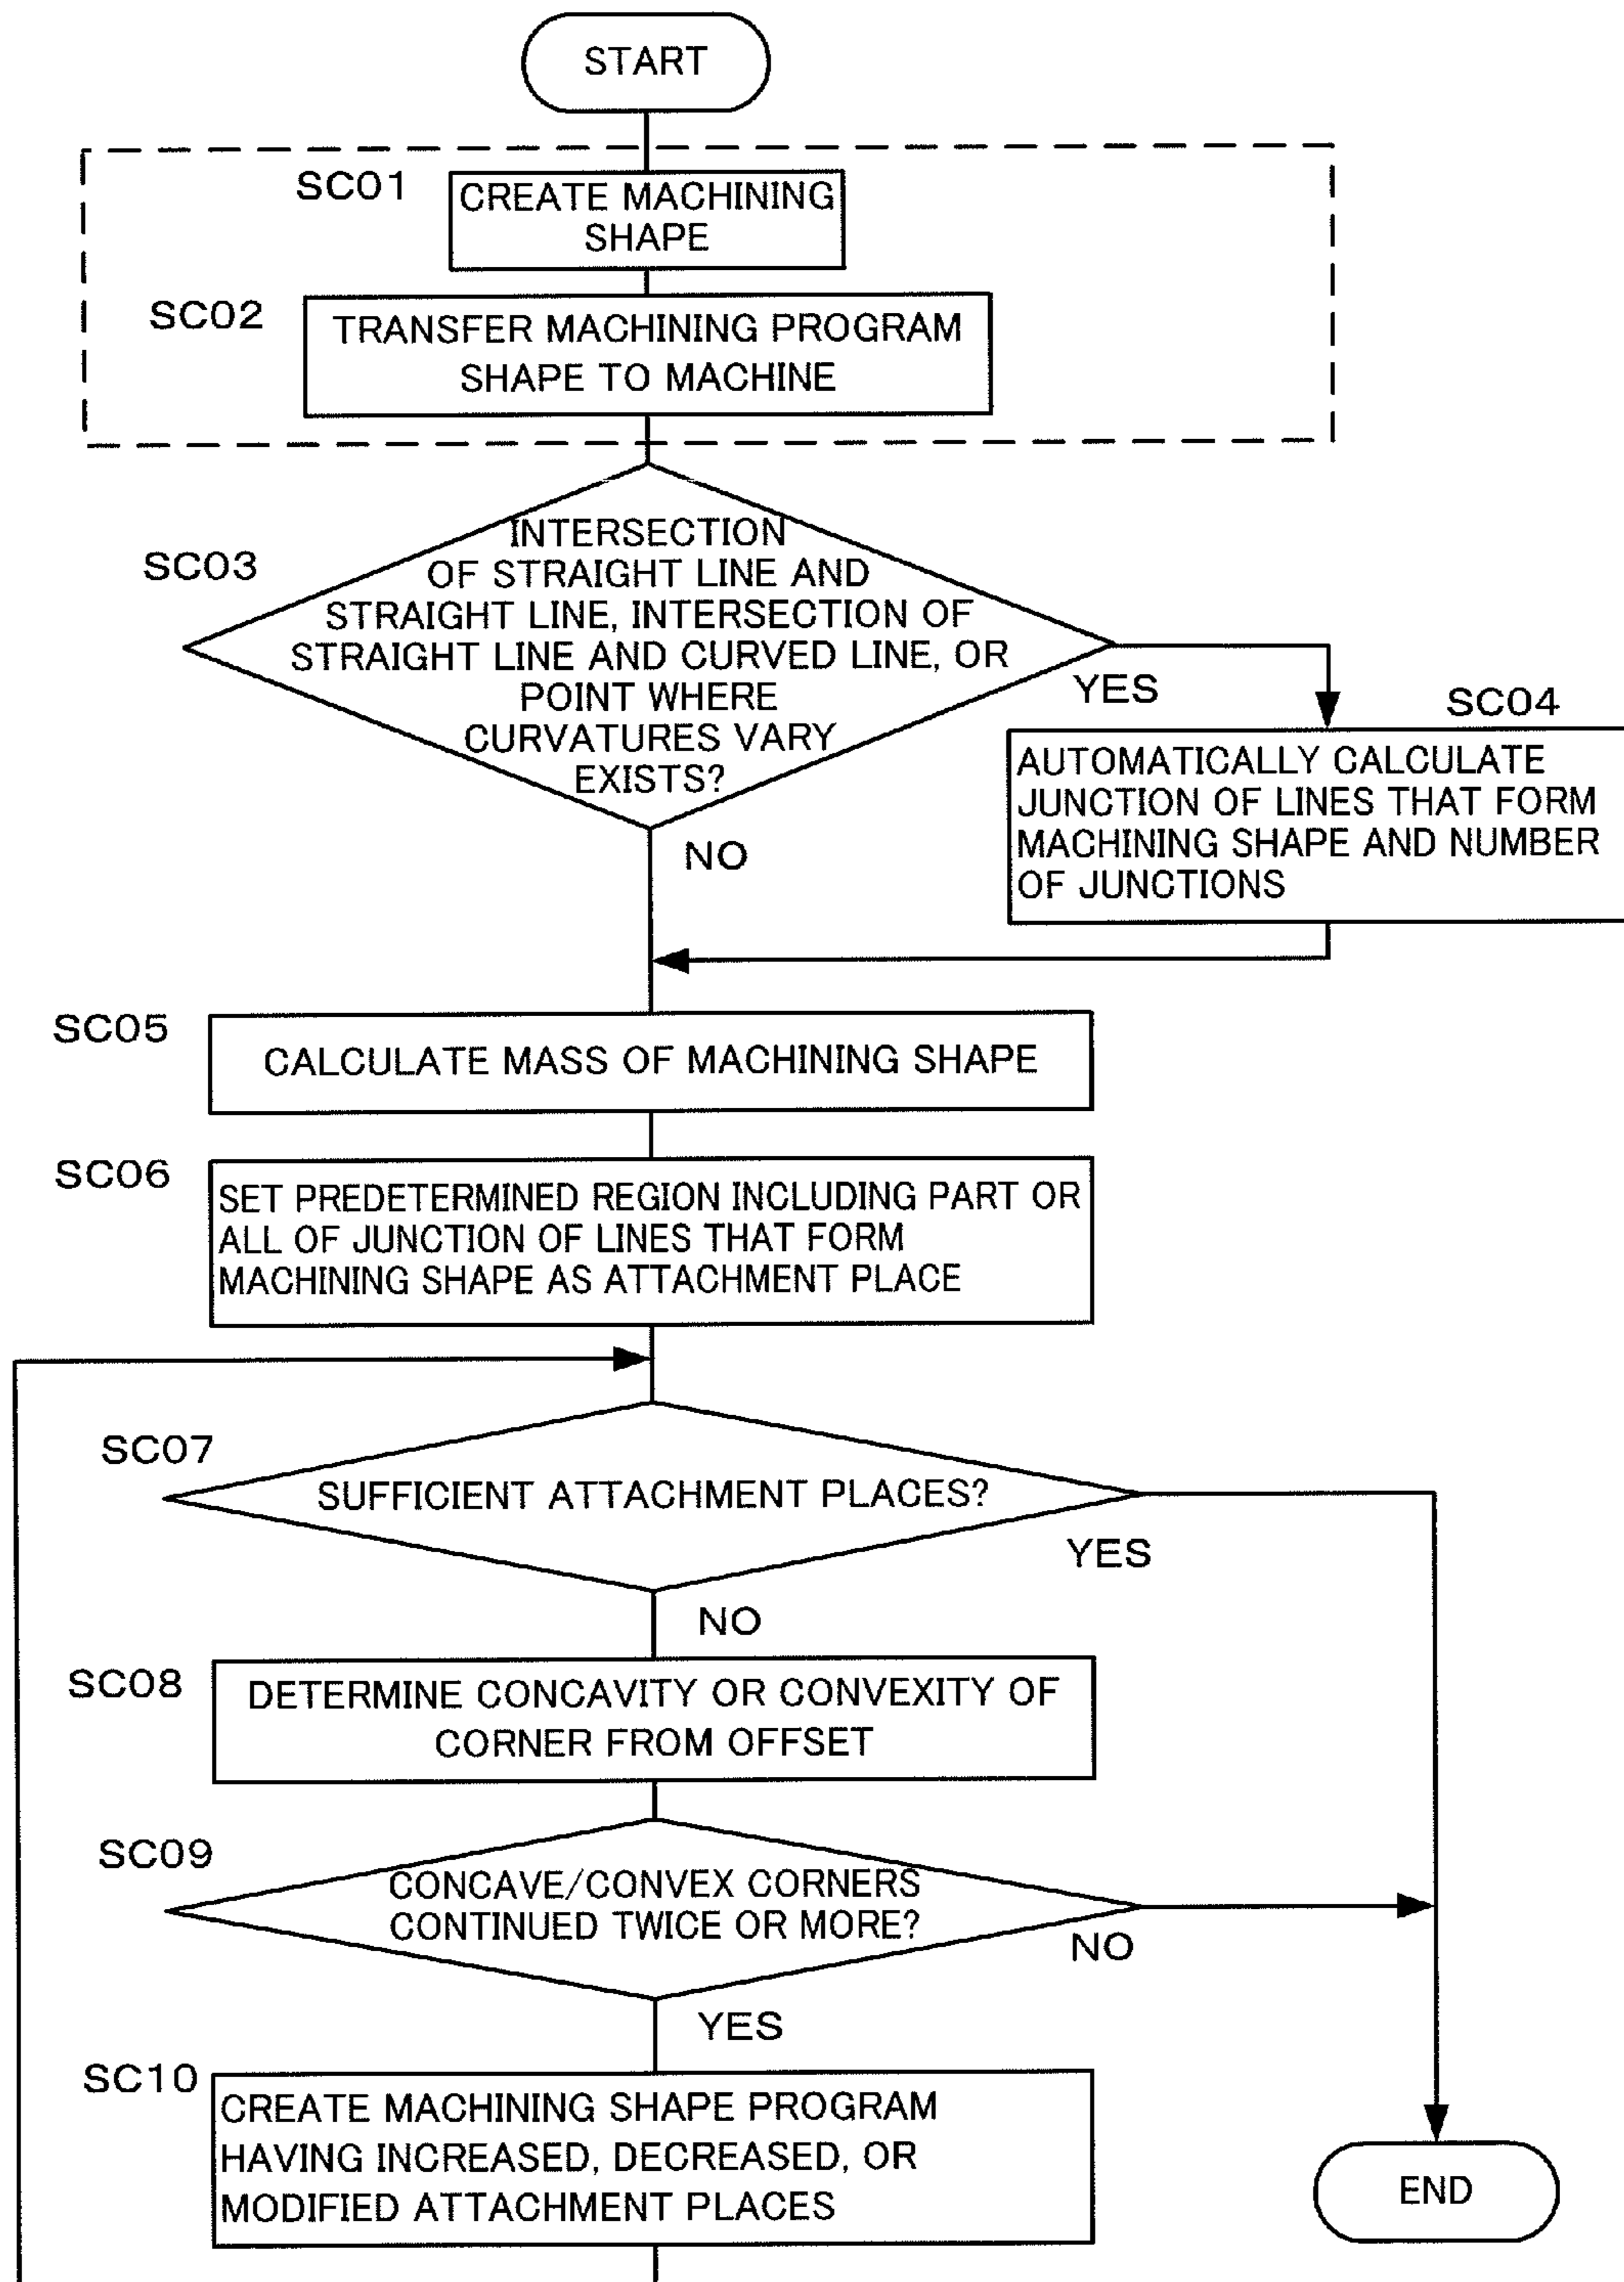 START
SC01
CREATE MACHINING
SHAPE
SC02
TRANSFER MACHINING PROGRAM
SHAPE TO MACHINE
SC03
INTERSECTION
OF STRAIGHT LINE AND
STRAIGHT LINE, INTERSECTION OF
STRAIGHT LINE AND CURVED LINE, OR
POINT WHERE
CURVATURES VARY
EXISTS?
YES
NO
SC04
AUTOMATICALLY CALCULATE
JUNCTION OF LINES THAT FORM
MACHINING SHAPE AND NUMBER
OF JUNCTIONS
SC05
CALCULATE MASS OF MACHINING SHAPE
SC06
SET PREDETERMINED REGION INCLUDING PART OR
ALL OF JUNCTION OF LINES THAT FORM
MACHINING SHAPE AS ATTACHMENT PLACE
SC07
SUFFICIENT ATTACHMENT PLACES?
YES
NO
SC08
DETERMINE CONCAVITY OR CONVEXITY OF
CORNER FROM OFFSET
SC09
CONCAVE/CONVEX CORNERS
CONTINUED TWICE OR MORE?
NO
YES
SC10
CREATE MACHINING SHAPE PROGRAM
HAVING INCREASED, DECREASED, OR
MODIFIED ATTACHMENT PLACES
END